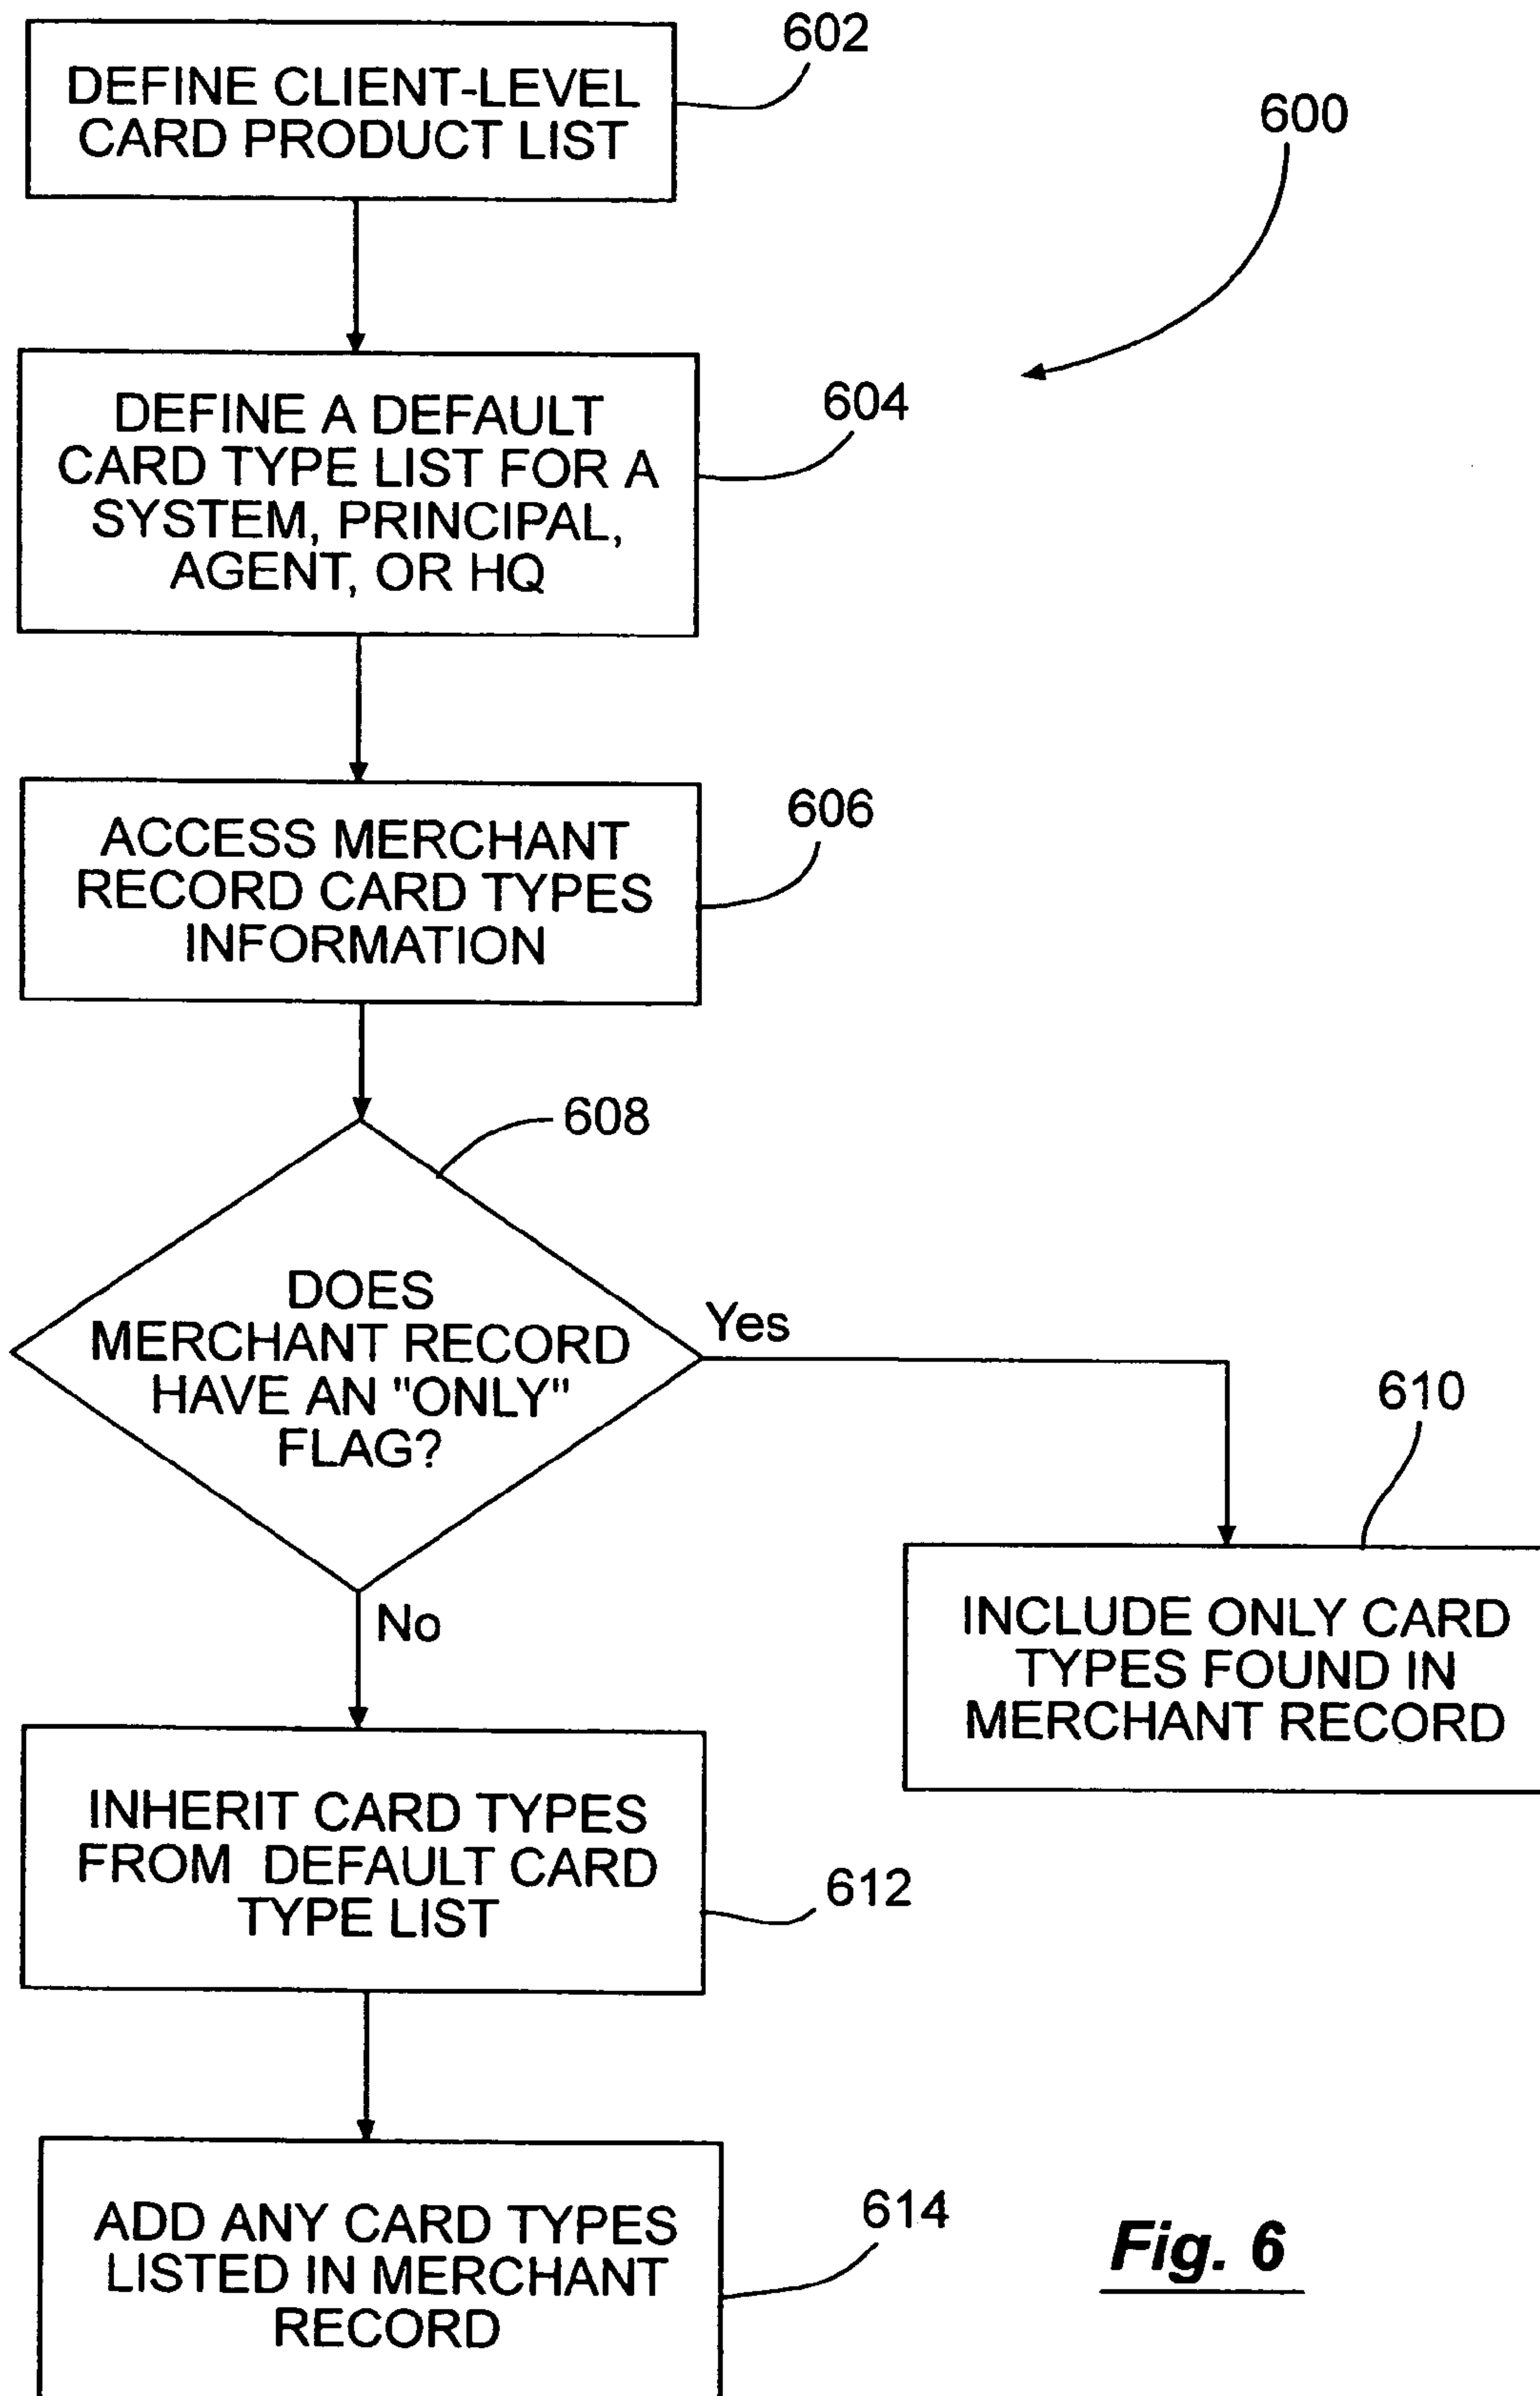 602
DEFINE CLIENT-LEVEL
CARD PRODUCT LIST
600
604
DEFINE A DEFAULT
CARD TYPE LIST FOR A
SYSTEM, PRINCIPAL,
AGENT, OR HQ
606
ACCESS MERCHANT
RECORD CARD TYPES
INFORMATION
608
DOES
MERCHANT RECORD
HAVE AN "ONLY"
FLAG?
Yes
610
INCLUDE ONLY CARD
TYPES FOUND IN
MERCHANT RECORD
No
INHERIT CARD TYPES
FROM DEFAULT CARD
TYPE LIST
612
ADD ANY CARD TYPES
LISTED IN MERCHANT
RECORD
614
Fig. 6